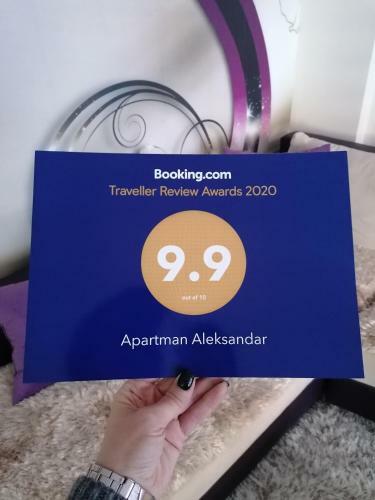 Booking.com
Traveller Review Awards 2020
9.9
out of 10
Apartman Aleksandar